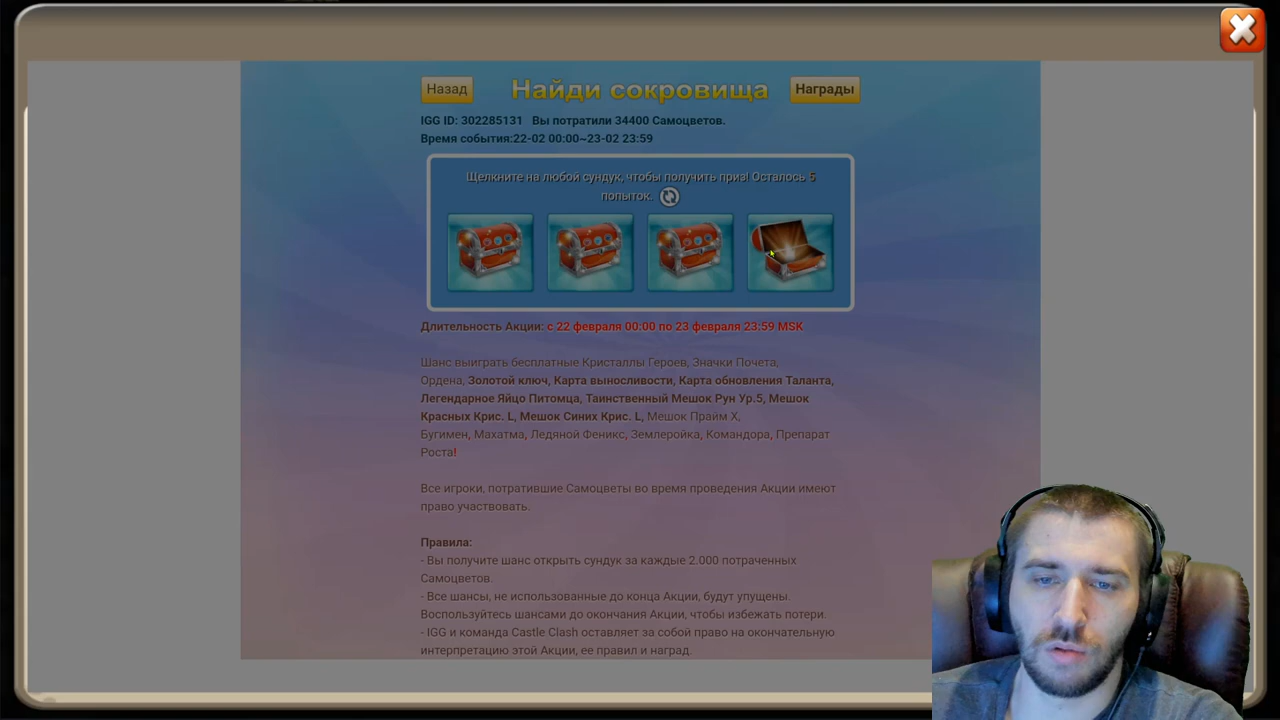 Назад
Найди сокровища
Награды
IGG ID: 302285131 Вы потратили 34400 Самоцветов.
Время события:22-02 00:00~23-02 23:59
Щелкните на любой сундук, чтобы получить приз! Осталось 5
попыток.
Длительность Акции: с 22 февраля 00:00 по 23 февраля 23:59 MSK
Шанс выиграть бесплатные Кристаллы Героев, Значки Почета,
Ордена, Золотой ключ, Карта выносливости, Карта обновления Таланта,
Легендарное Яйцо Питомца, Таинственный Мешок Рун Ур.5, Мешок
Красных Крис. L, Мешок Синих Крис. L, Мешок Прайм X,
Бугимен, Махатма, Ледяной Феникс, Землеройка, Командора, Препарат
Роста!
Все игроки, потратившие Самоцветы во время проведения Акции имеют
право участвовать.
Правила:
- Вы получите шанс открыть сундук за каждые 2.000 потраченных
Самоцветов.
- Все шансы, не использованные до конца Акции, будут упущены.
Воспользуйтесь шансами до окончания Акции, чтобы избежать потери.
- IGG и команда Castle Clash оставляет за собой право на окончательную
интерпретацию этой Акции, ее правил и наград.